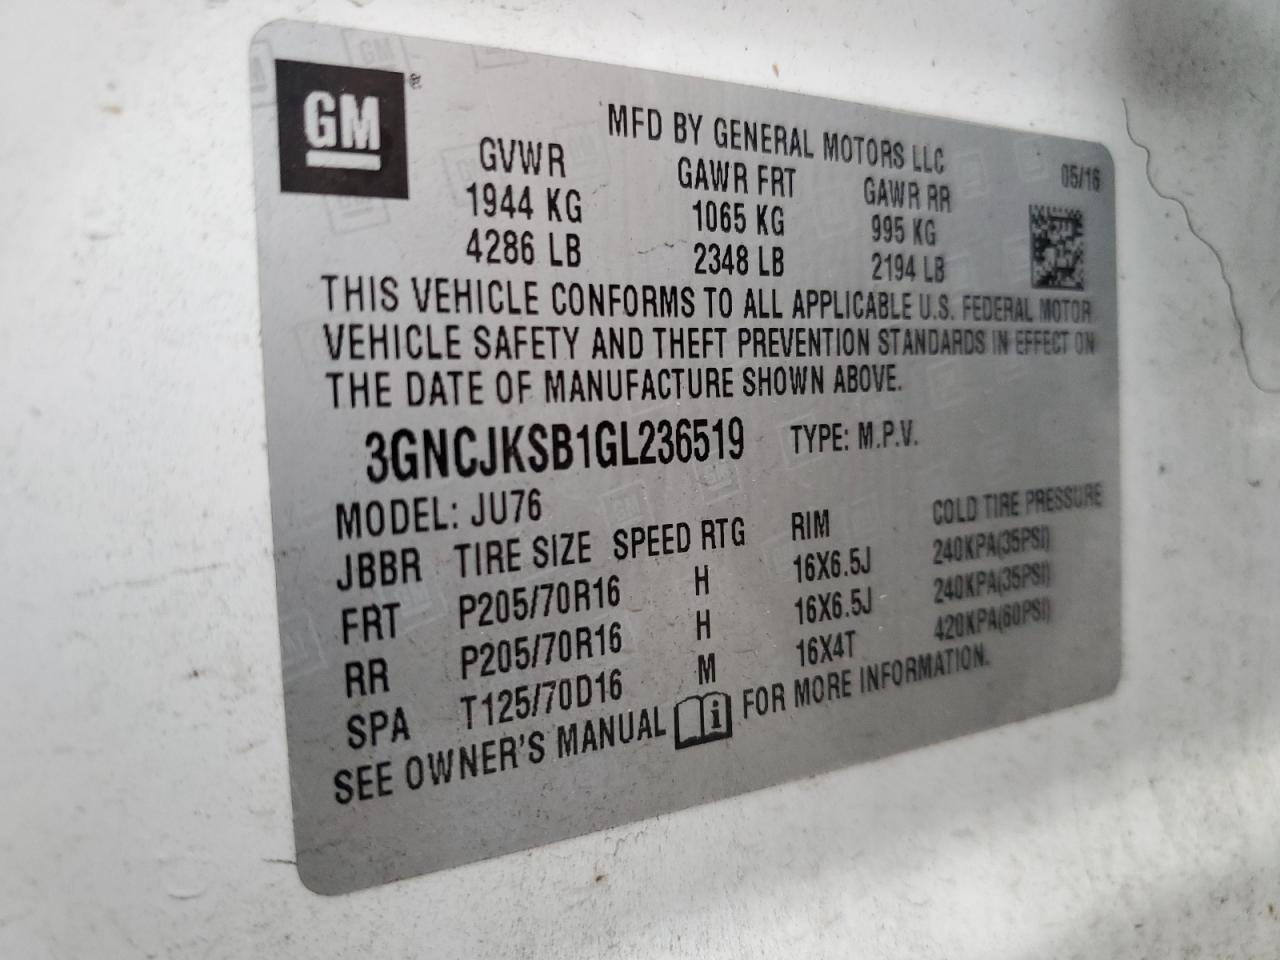 GM
MFD BY GENERAL MOTORS LLC
05/16
GVWR GAWR FRT GAWR RR
1944 KG 1065 KG 995 KG
4286 LB 2348 LB 2194 LB
THIS VEHICLE CONFORMS TO ALL APPLICABLE U.S. FEDERAL MOTOR
VEHICLE SAFETY AND THEFT PREVENTION STANDARDS IN EFFECT ON
THE DATE OF MANUFACTURE SHOWN ABOVE.
3GNCJKSB1GL236519 TYPE: M.P.V.
MODEL: JU76
JBBR TIRE SIZE SPEED RTG RIM COLD TIRE PRESSURE
FRT P205/70R16 H 16X6.5J 240KPA(35PSI)
RR P205/70R16 H 16X6.5J 240KPA(35PSI)
SPA T125/70D16 M 16X4T 420KPA(60PSI)
SEE OWNER'S MANUAL i FOR MORE INFORMATION.